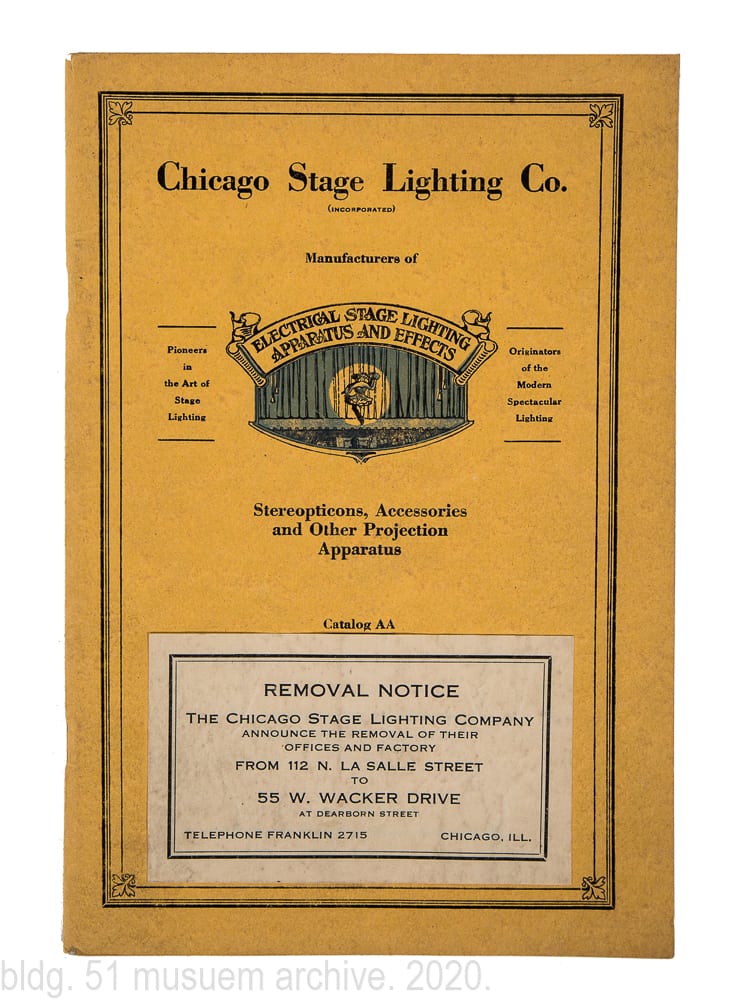 Chicago Stage Lighting Co.
(INCORPORATED)
Manufacturers of
ELECTRICAL STAGE LIGHTING
APPARATUS AND EFFECTS
Pioneers
in
the Art of
Stage
Lighting
Originators
of the
Modern
Spectacular
Lighting
Stereopticons, Accessories
and Other Projection
Apparatus
Catalog AA
REMOVAL NOTICE
THE CHICAGO STAGE LIGHTING COMPANY
ANNOUNCE THE REMOVAL OF THEIR
OFFICES AND FACTORY
FROM 112 N. LA SALLE STREET
TO
55 W. WACKER DRIVE
AT DEARBORN STREET
TELEPHONE FRANKLIN 2715 CHICAGO, ILL.
bldg. 51 musuem archive. 2020.